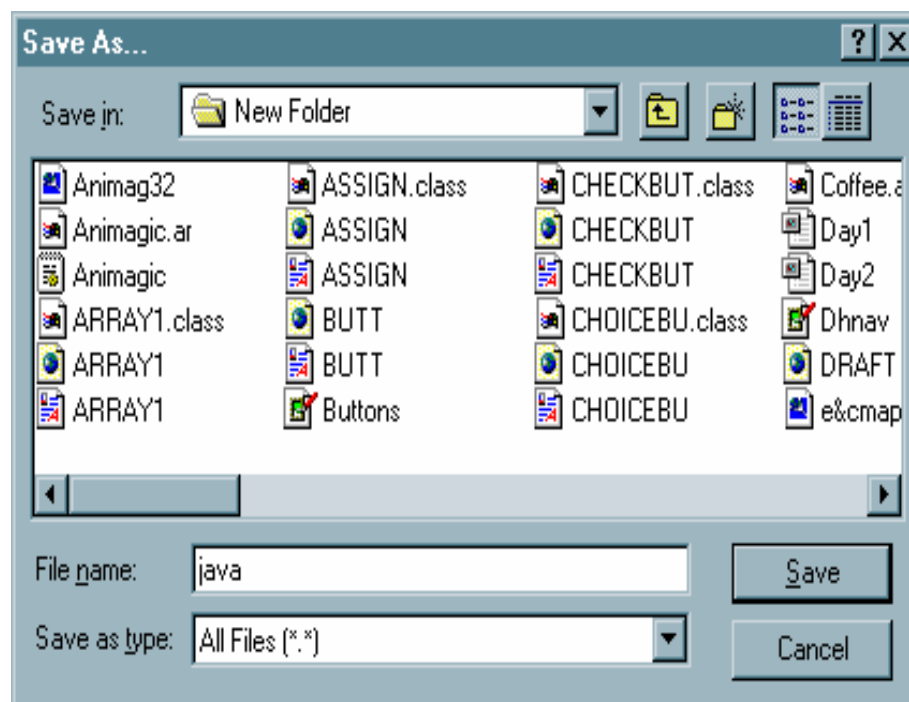 Save As...
Save in: New Folder
Animag32 ASSIGN.class CHECKBUT.class Coffee.a
Animagic.ar ASSIGN CHECKBUT Day1
Animagic ASSIGN CHECKBUT Day2
ARRAY1.class BUTT CHOICEBU.class Dhnav
ARRAY1 BUTT CHOICEBU DRAFT
ARRAY1 Buttons CHOICEBU e&cmap
File name: java Save
Save as type: All Files (*.*) Cancel